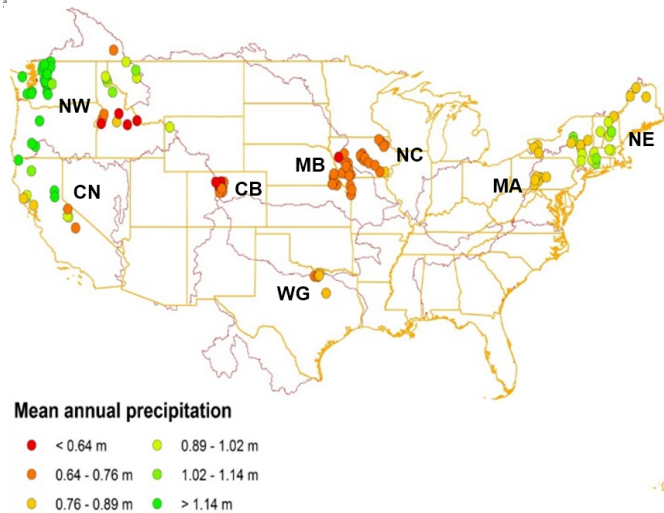 NW
NE
MB
NC
CN
CB
MA
WG
Mean annual precipitation
< 0.64 m
0.89 - 1.02 m
0.64 - 0.76 m
1.02 - 1.14 m
0.76 - 0.89 m
> 1.14 m